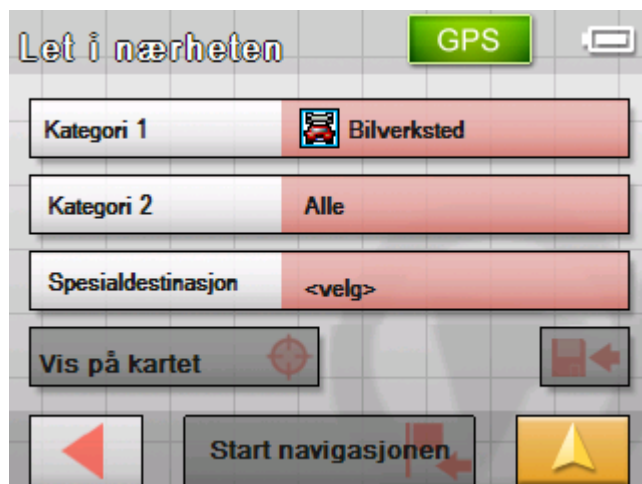 Let i nærheten GPS
Kategori 1 Bilverksted
Kategori 2 Alle
Spesialdestinasjon <velg>
Vis på kartet
Start navigasjonen